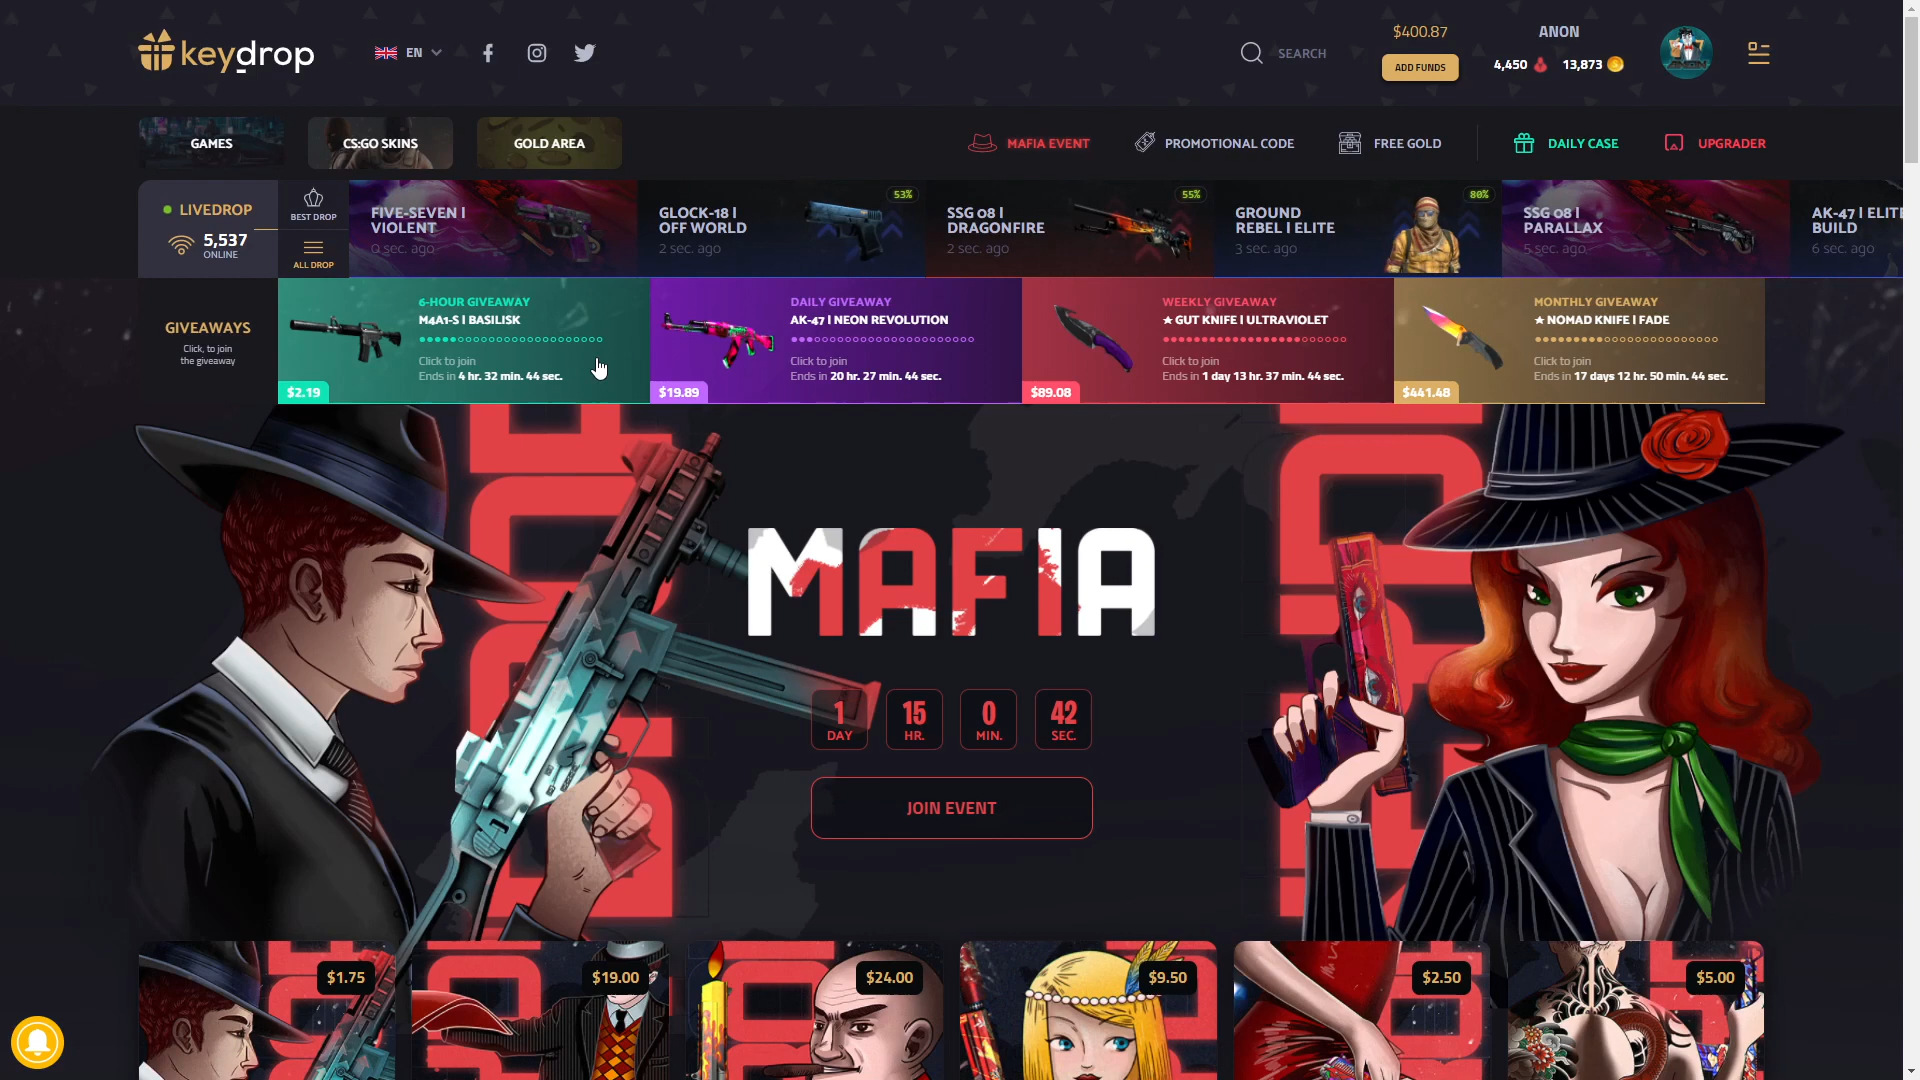 keydrop
EN
SEARCH
$400.87
ADD FUNDS
ANON
4,450
13,873
GAMES
CS:GO SKINS
GOLD AREA
MAFIA EVENT
PROMOTIONAL CODE
FREE GOLD
DAILY CASE
UPGRADER
LIVEDROP
5,537
ONLINE
BEST DROP
ALL DROP
FIVE-SEVEN |
VIOLENT
0 sec. ago
GLOCK-18 |
OFF WORLD
2 sec. ago
53%
SSG 08 |
DRAGONFIRE
2 sec. ago
55%
GROUND
REBEL | ELITE
3 sec. ago
80%
SSG 08 |
PARALLAX
5 sec. ago
AK-47 | ELITE
BUILD
6 sec. ago
GIVEAWAYS
Click, to join
the giveaway
6-HOUR GIVEAWAY
M4A1-S | BASILISK
Click to join
Ends in 4 hr. 32 min. 44 sec.
$2.19
DAILY GIVEAWAY
AK-47 | NEON REVOLUTION
Click to join
Ends in 20 hr. 27 min. 44 sec.
$19.89
WEEKLY GIVEAWAY
★ GUT KNIFE | ULTRAVIOLET
Click to join
Ends in 1 day 13 hr. 37 min. 44 sec.
$89.08
MONTHLY GIVEAWAY
★ NOMAD KNIFE | FADE
Click to join
Ends in 17 days 12 hr. 50 min. 44 sec.
$441.48
MAFIA
1 DAY
15 HR.
0 MIN.
42 SEC.
JOIN EVENT
$1.75
$19.00
$24.00
$9.50
$2.50
$5.00